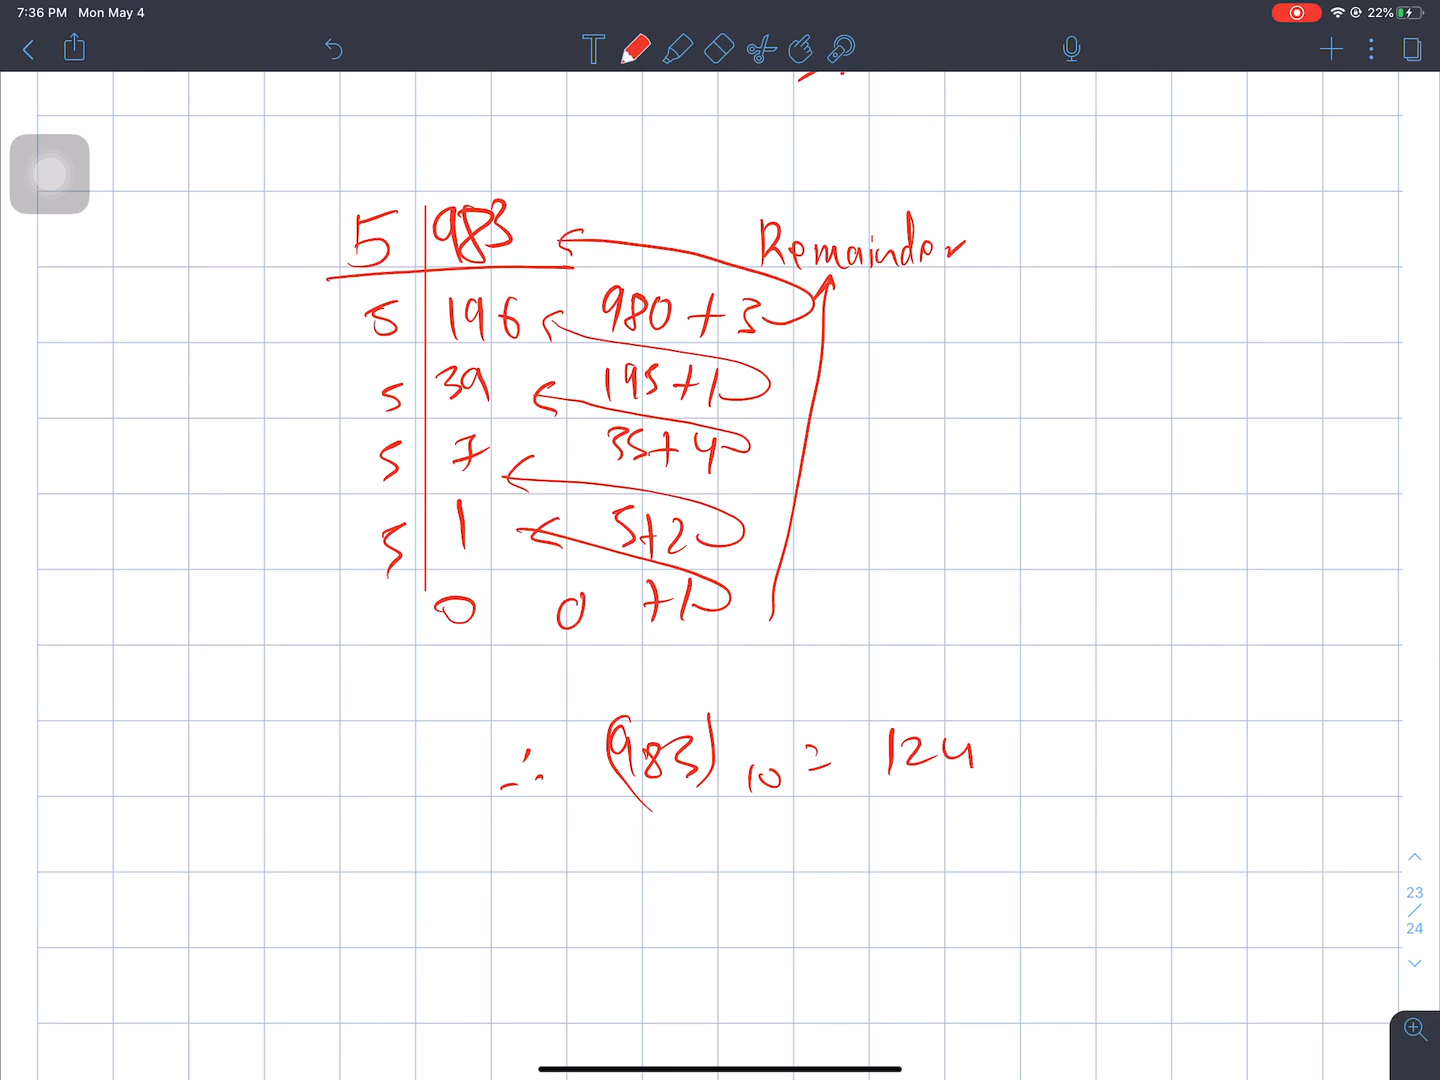 7:36 PM Mon May 4
22%
T
5 983 Remainder
5 196 980 + 3
5 39 195 + 1
5 7 35 + 4
5 1 5 + 2
0 0 + 1
∴ (983)10 = 124
23
/
24